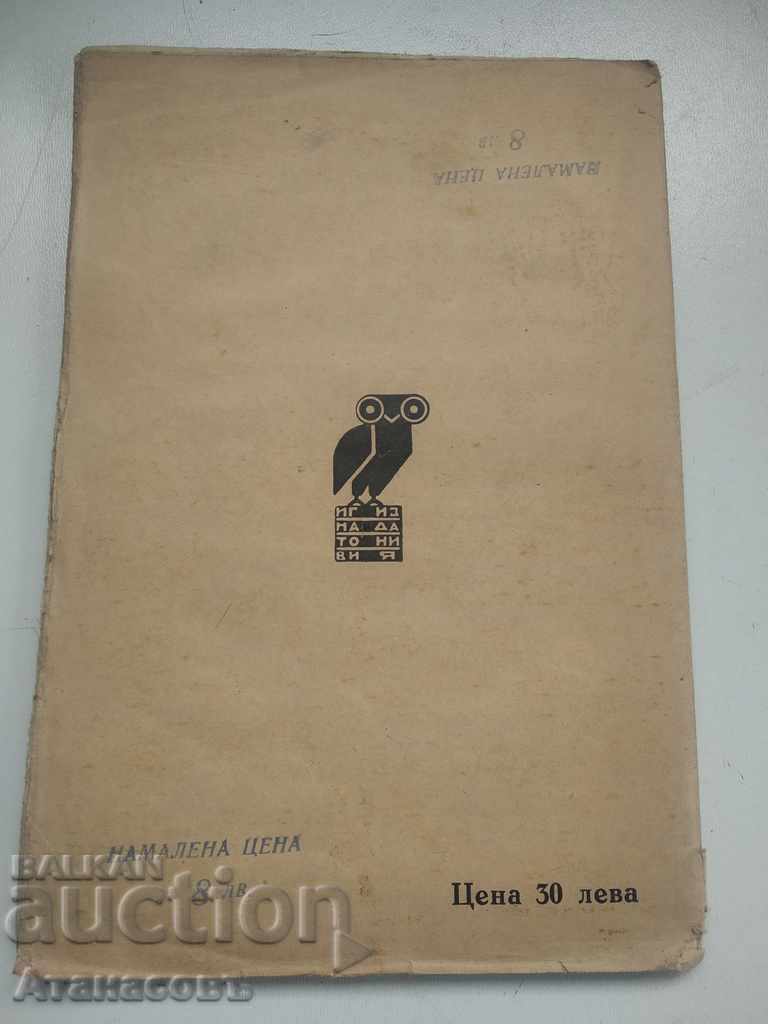 8 лв
НАМАЛЕНА ЦЕНА
ИГ ИЗ
НА ДА
ТО НИ
ВИ Я
НАМАЛЕНА ЦЕНА
8 лв.
Цена 30 лева
BALKAN
auction
Атанасовъ